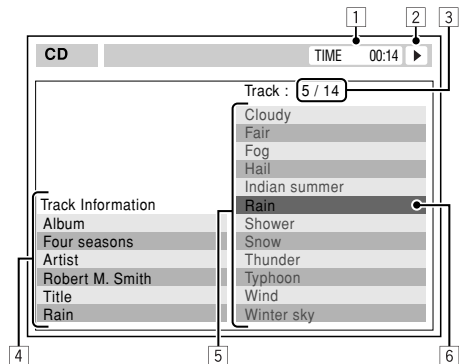 1 2 3
CD TIME 00:14
Track : 5 / 14
Cloudy
Fair
Fog
Hail
Indian summer
Rain
Shower
Snow
Thunder
Typhoon
Wind
Winter sky
Track Information
Album
Four seasons
Artist
Robert M. Smith
Title
Rain
4 5 6